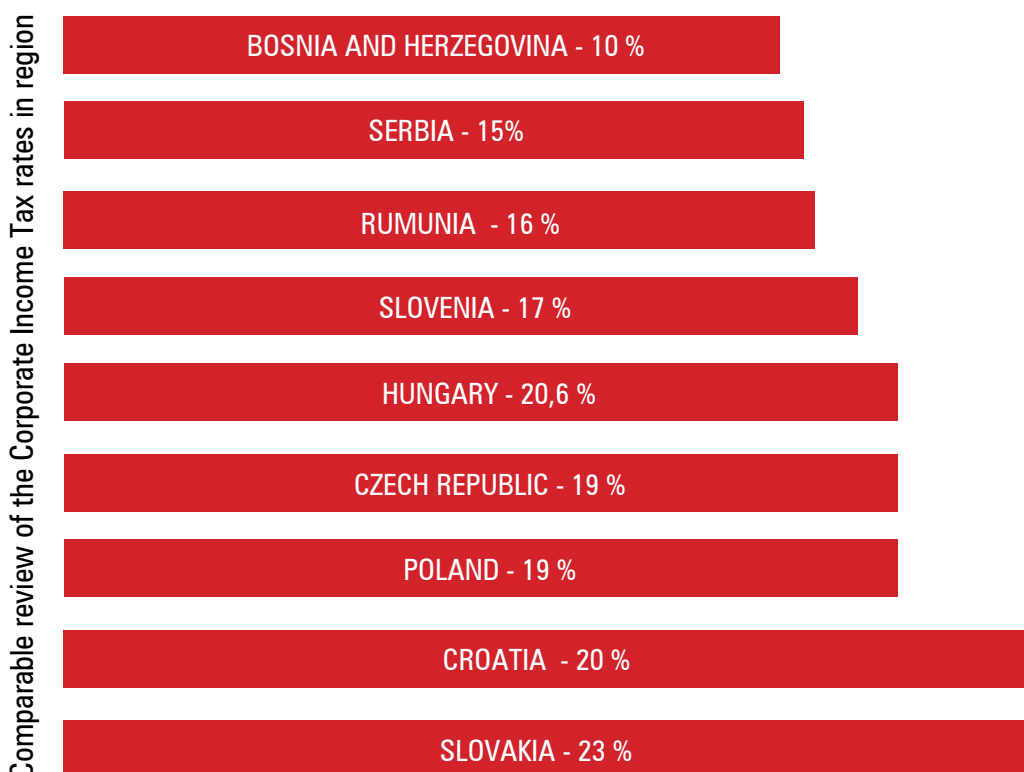 Comparable review of the Corporate Income Tax rates in region
BOSNIA AND HERZEGOVINA - 10 %
SERBIA - 15%
RUMUNIA - 16 %
SLOVENIA - 17 %
HUNGARY - 20,6 %
CZECH REPUBLIC - 19 %
POLAND - 19 %
CROATIA - 20 %
SLOVAKIA - 23 %